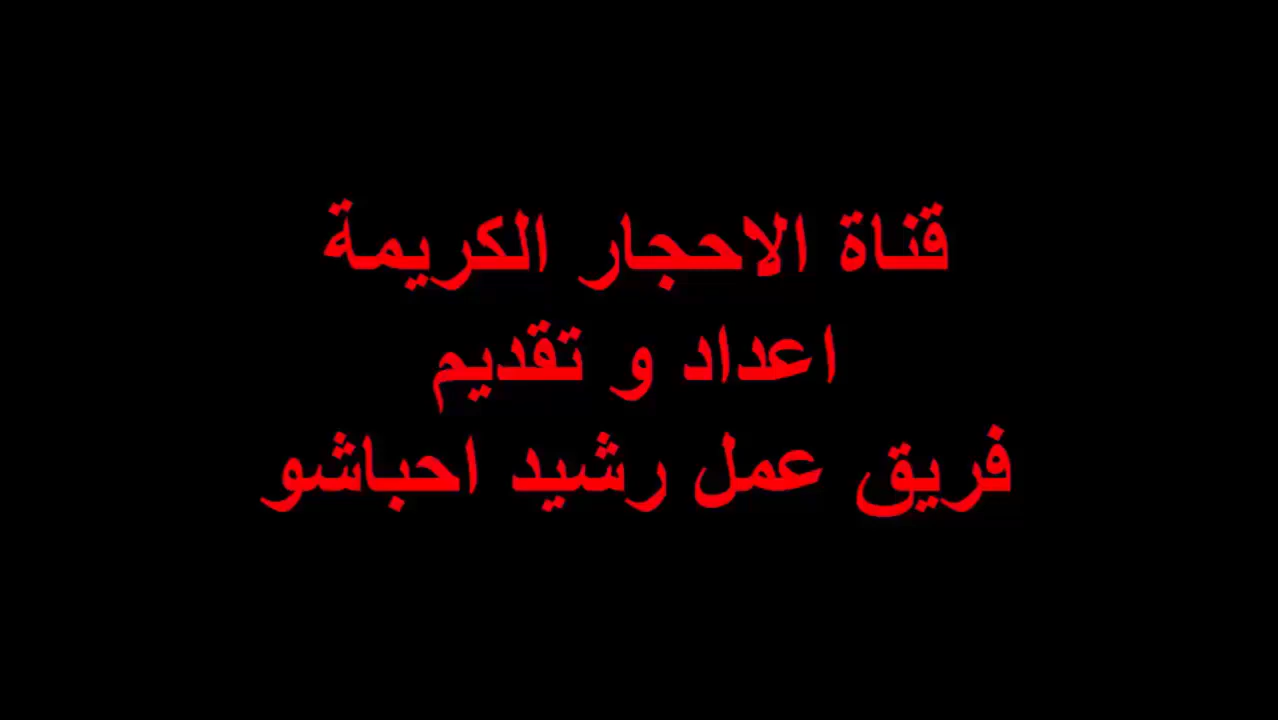 قناة الاحجار الكريمة
اعداد و تقديم
فريق عمل رشيد احباشو